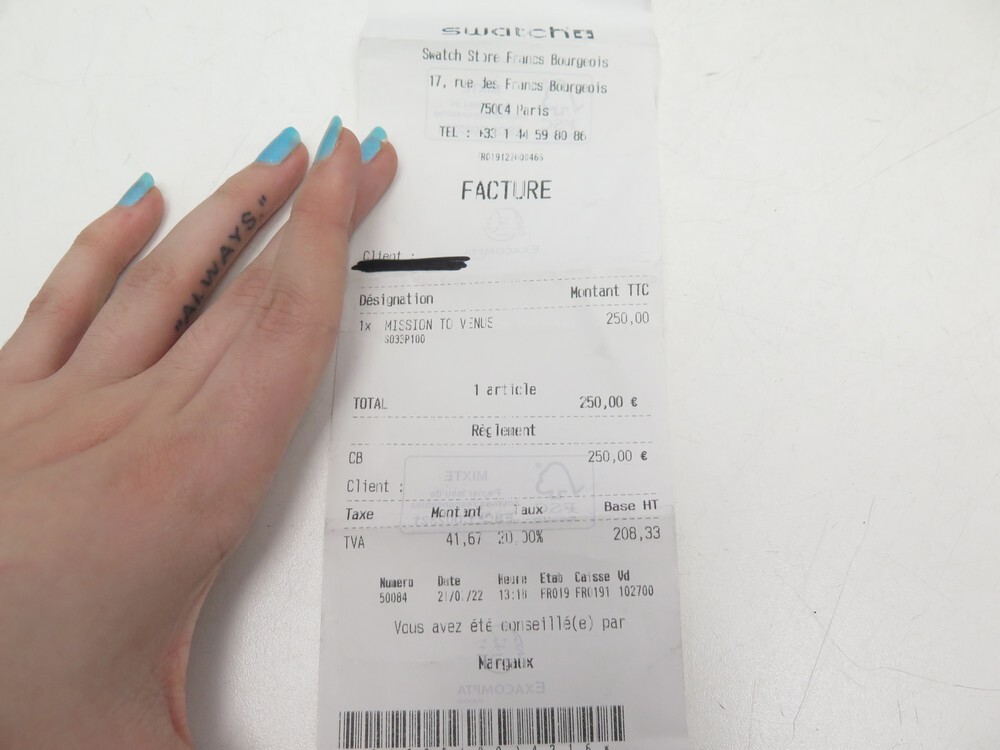 swatch
Swatch Store Francs Bourgeois
17, rue des Francs Bourgeois
75004 Paris
TEL : +33 1 44 59 80 86
FACTURE
"ALWAYS."
Client :
Désignation Montant TTC
1x MISSION TO VENUS 250,00
SO33P100
1 article
TOTAL 250,00 €
Règlement
CB 250,00 €
Client :
MIXTE
Taxe Montant Taux Base HT
TVA 41,67 20,00% 208,33
Numero Date Heure Etab Caisse Vd
50084 13:18 FR019 FR0191 102700
Vous avez été conseillé(e) par
Margaux
EXACOMPTA